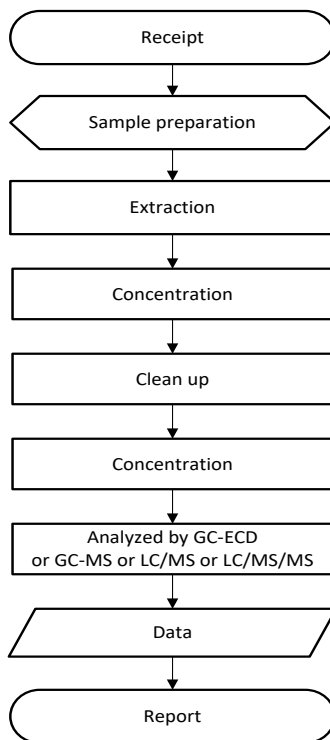 Receipt
Sample preparation
Extraction
Concentration
Clean up
Concentration
Analyzed by GC-ECD
or GC-MS or LC/MS or LC/MS/MS
Data
Report